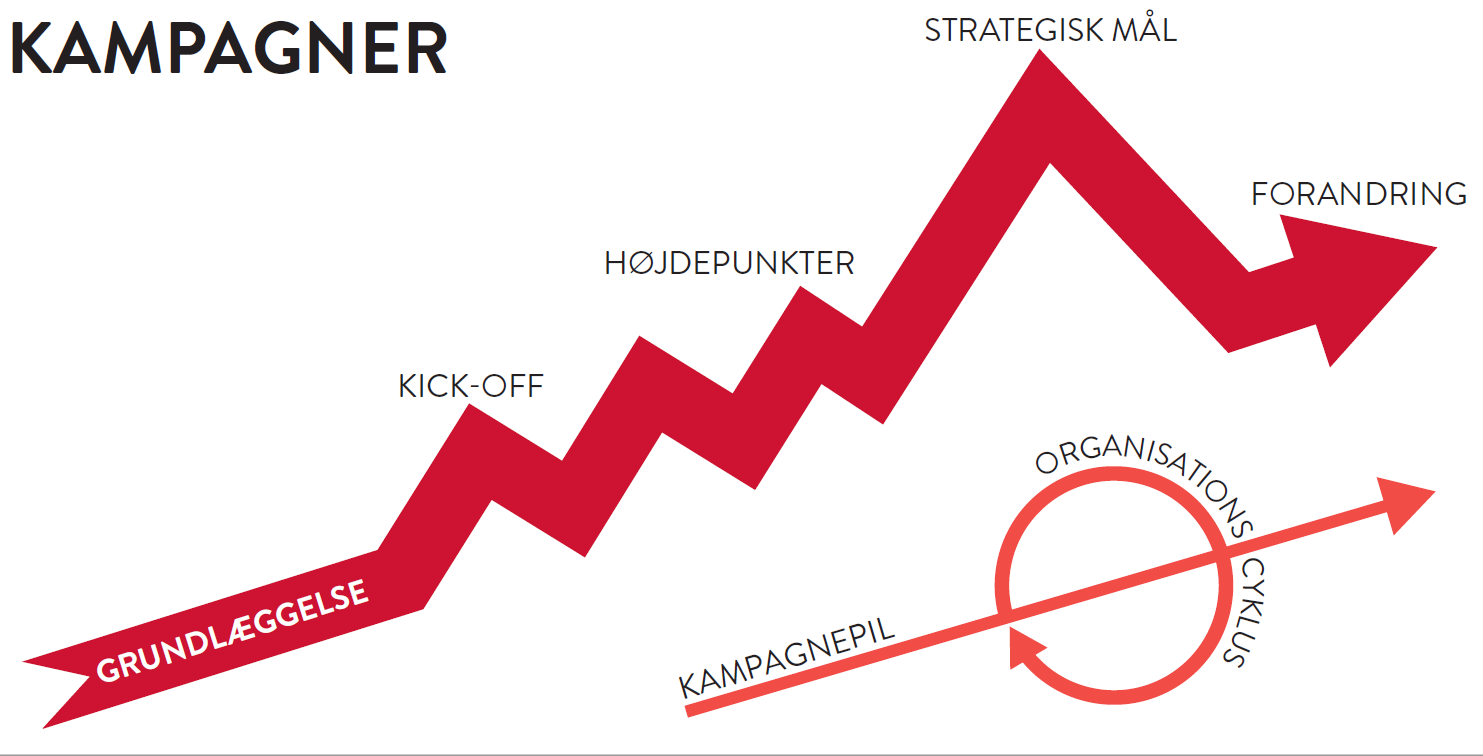 KAMPAGNER
STRATEGISK MÅL
FORANDRING
HØJDEPUNKTER
KICK-OFF
GRUNDLÆGGELSE
ORGANISATIONS CYKLUS
KAMPAGNEPIL